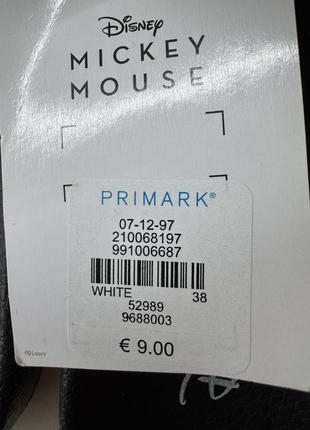 Disney
MICKEY
MOUSE
PRIMARK®
07-12-97
210068197
991006687
WHITE 38
52989
9688003
€ 9.00
©Disney